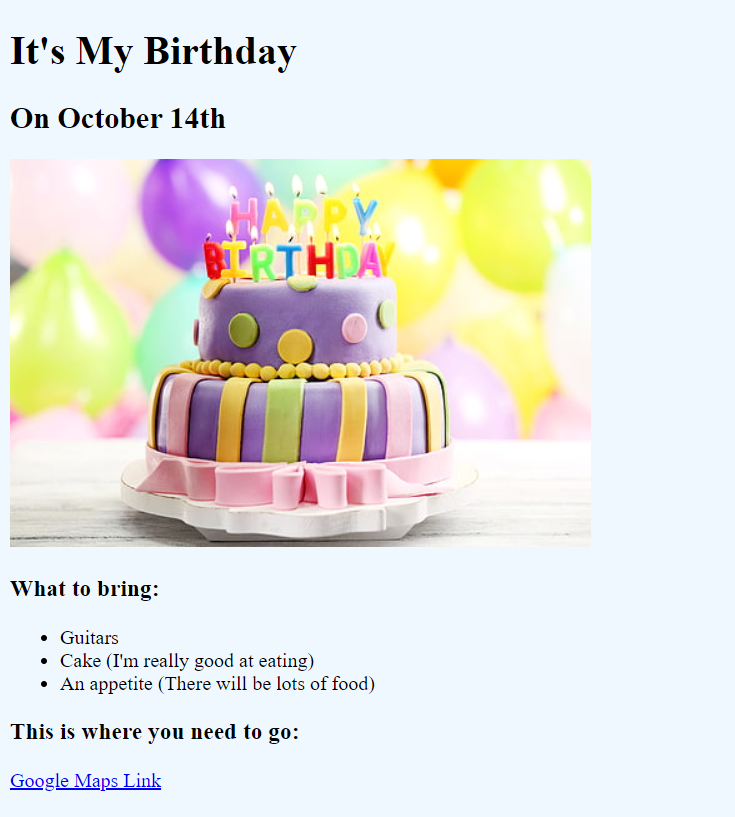 It's My Birthday
On October 14th
HAPPY
BIRTHDAY
What to bring:
Guitars
Cake (I'm really good at eating)
An appetite (There will be lots of food)
This is where you need to go:
Google Maps Link